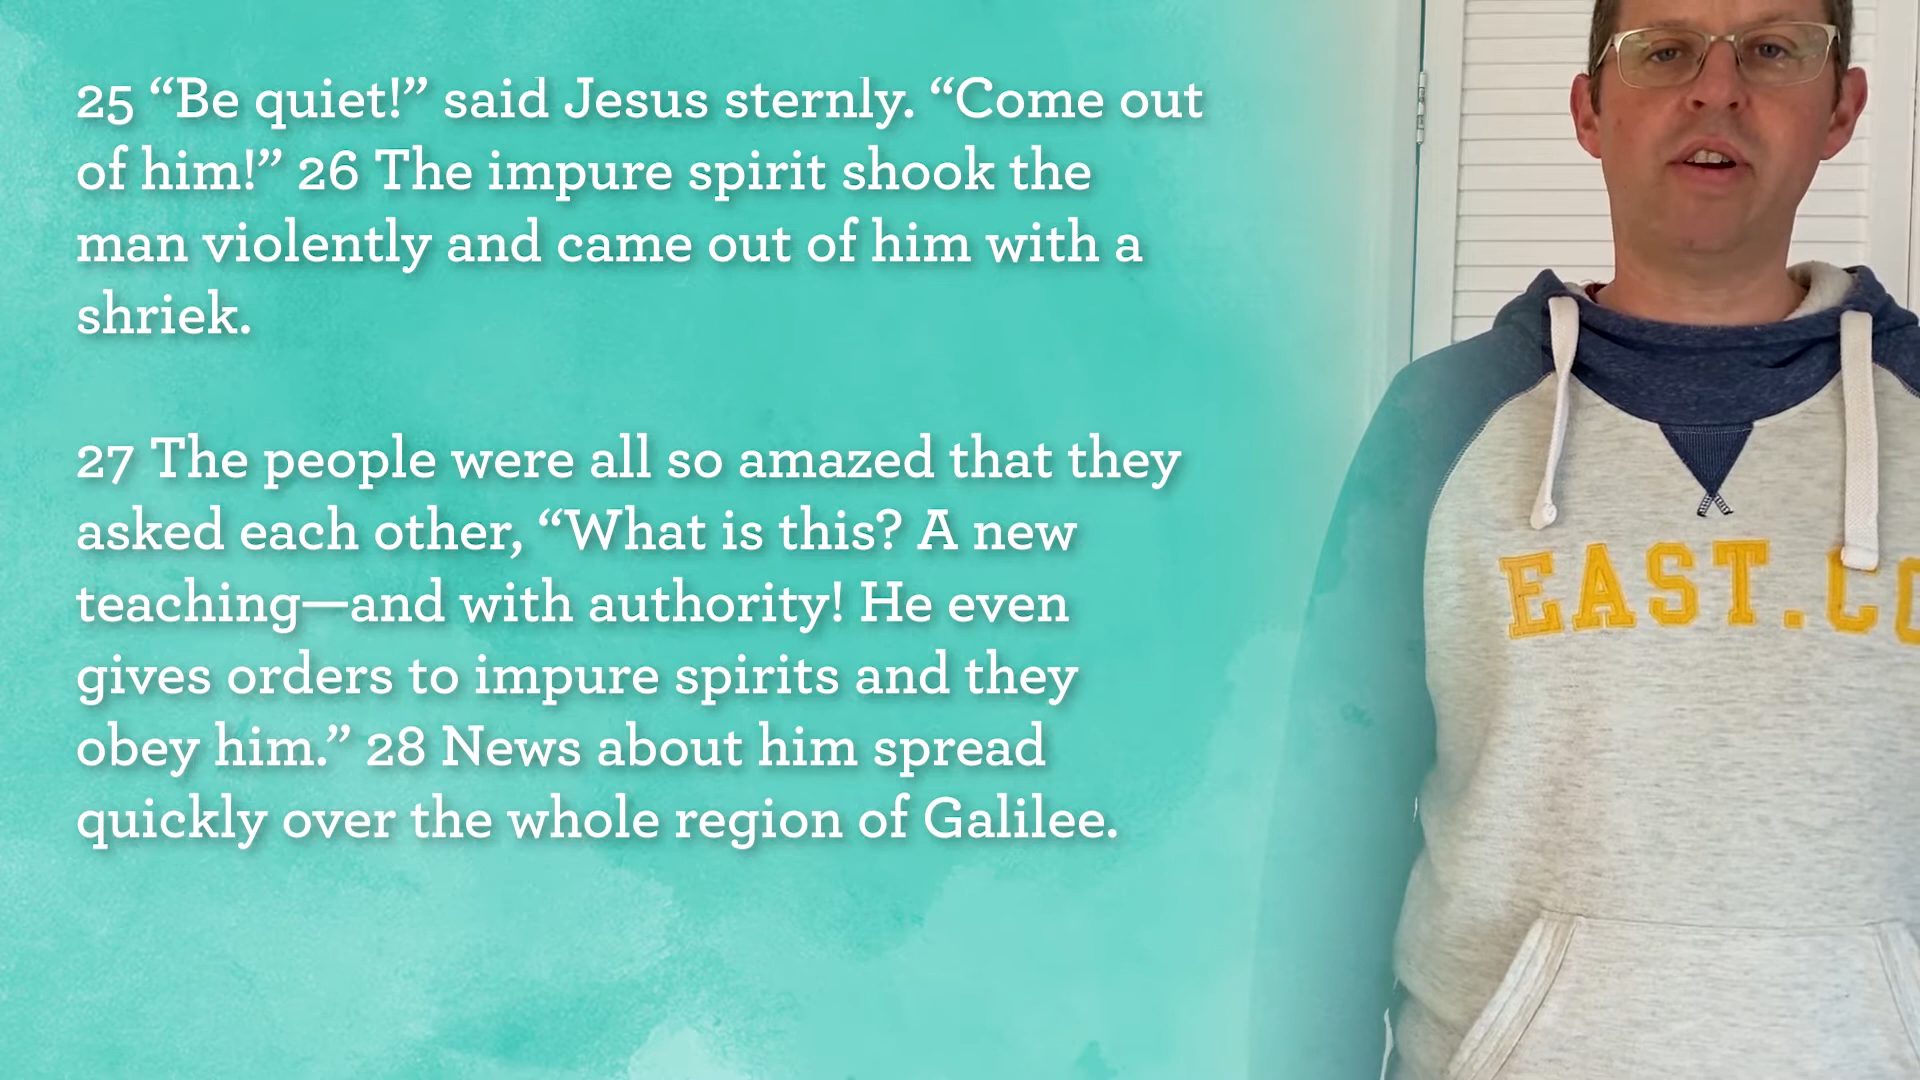 25 “Be quiet!” said Jesus sternly. “Come out
of him!” 26 The impure spirit shook the
man violently and came out of him with a
shriek.
27 The people were all so amazed that they
asked each other, “What is this? A new
teaching—and with authority! He even
gives orders to impure spirits and they
obey him.” 28 News about him spread
quickly over the whole region of Galilee.
EAST.CO